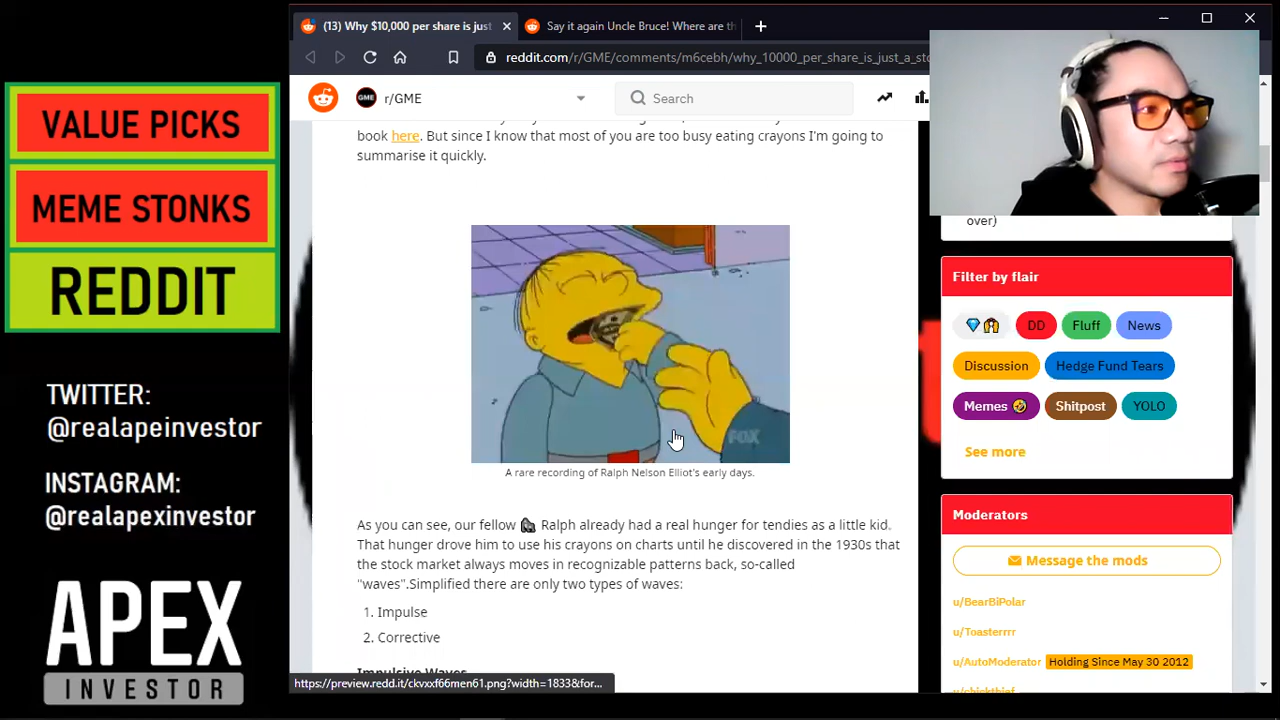 VALUE PICKS
MEME STONKS
REDDIT
TWITTER:
@realapeinvestor
INSTAGRAM:
@realapexinvestor
APEX
INVESTOR
(13) Why $10,000 per share is just
Say it again Uncle Bruce! Where are th
reddit.com/r/GME/comments/m6cebh/why_10000_per_share_is_just_a_sto
GME
r/GME
Search
book here. But since I know that most of you are too busy eating crayons I'm going to
summarise it quickly.
FOX
A rare recording of Ralph Nelson Elliot's early days.
As you can see, our fellow 🦍 Ralph already had a real hunger for tendies as a little kid.
That hunger drove him to use his crayons on charts until he discovered in the 1930s that
the stock market always moves in recognizable patterns back, so-called
"waves".Simplified there are only two types of waves:
1. Impulse
2. Corrective
Impulsive Waves
https://preview.redd.it/ckvxxf66men61.png?width=1833&for...
over)
Filter by flair
DD
Fluff
News
Discussion
Hedge Fund Tears
Memes 🤣
Shitpost
YOLO
See more
Moderators
Message the mods
u/BearBiPolar
u/Toasterrrr
u/AutoModerator Holding Since May 30 2012
u/chickthief